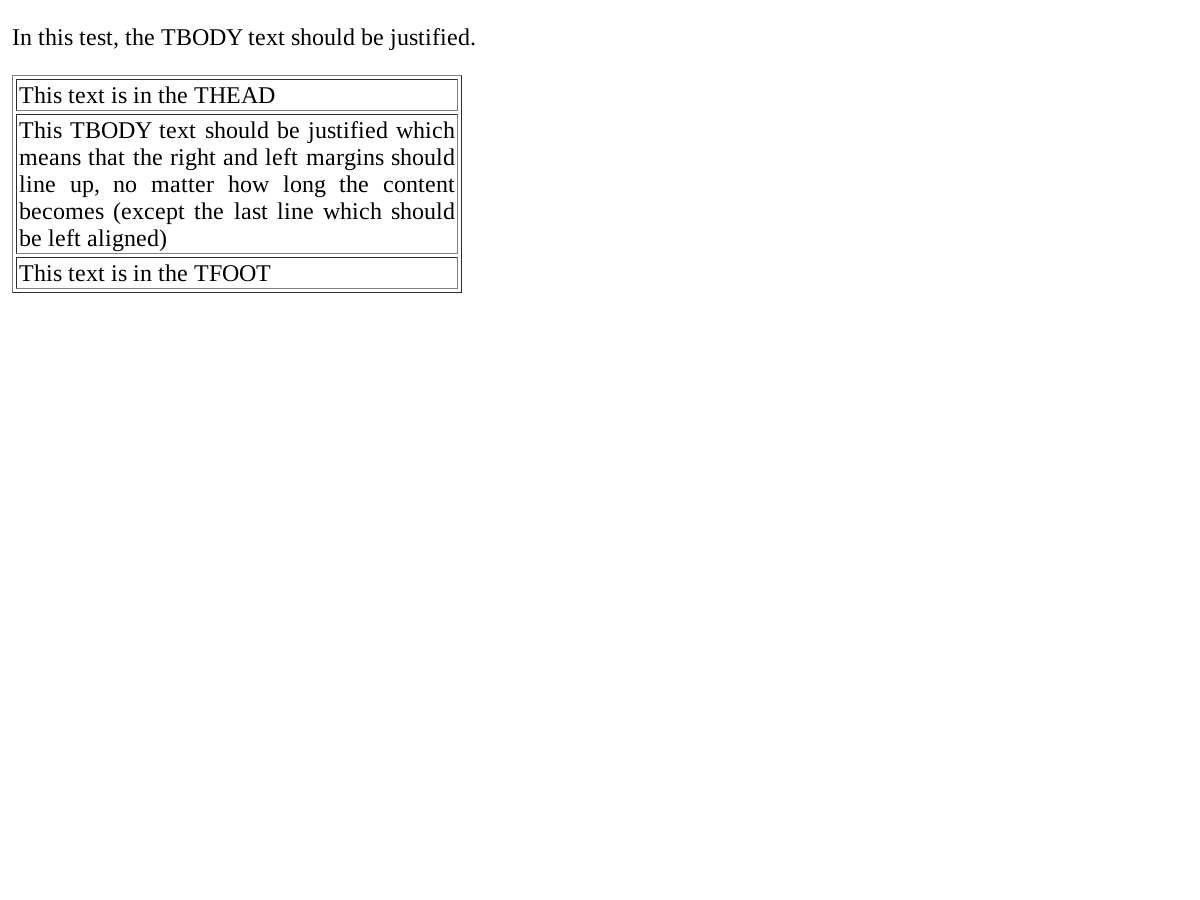 In this test, the TBODY text should be justified.
This text is in the THEAD
This TBODY text should be justified which
means that the right and left margins should
line up, no matter how long the content
becomes (except the last line which should
be left aligned)
This text is in the TFOOT